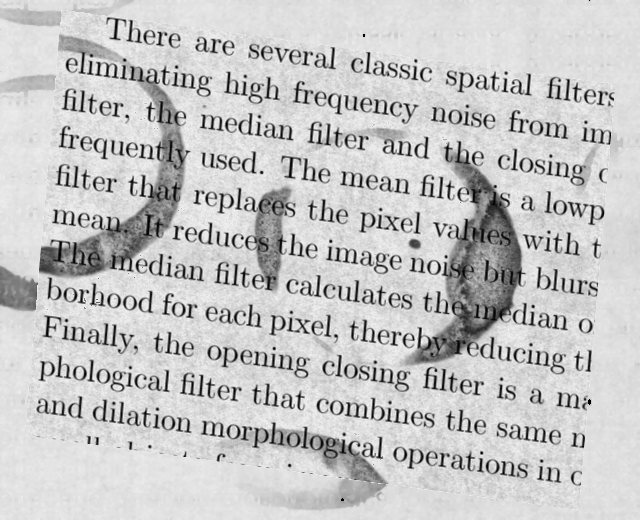 There are several classic spatial filters
eliminating high frequency noise from im
filter, the median filter and the closing
frequently used. The mean filter is a lowp
filter that replaces the pixel values with t
mean. It reduces the image noise but blurs
The median filter calculates the median o
borhood for each pixel, thereby reducing th
Finally, the opening closing filter is a ma
phological filter that combines the same n
and dilation morphological operations in